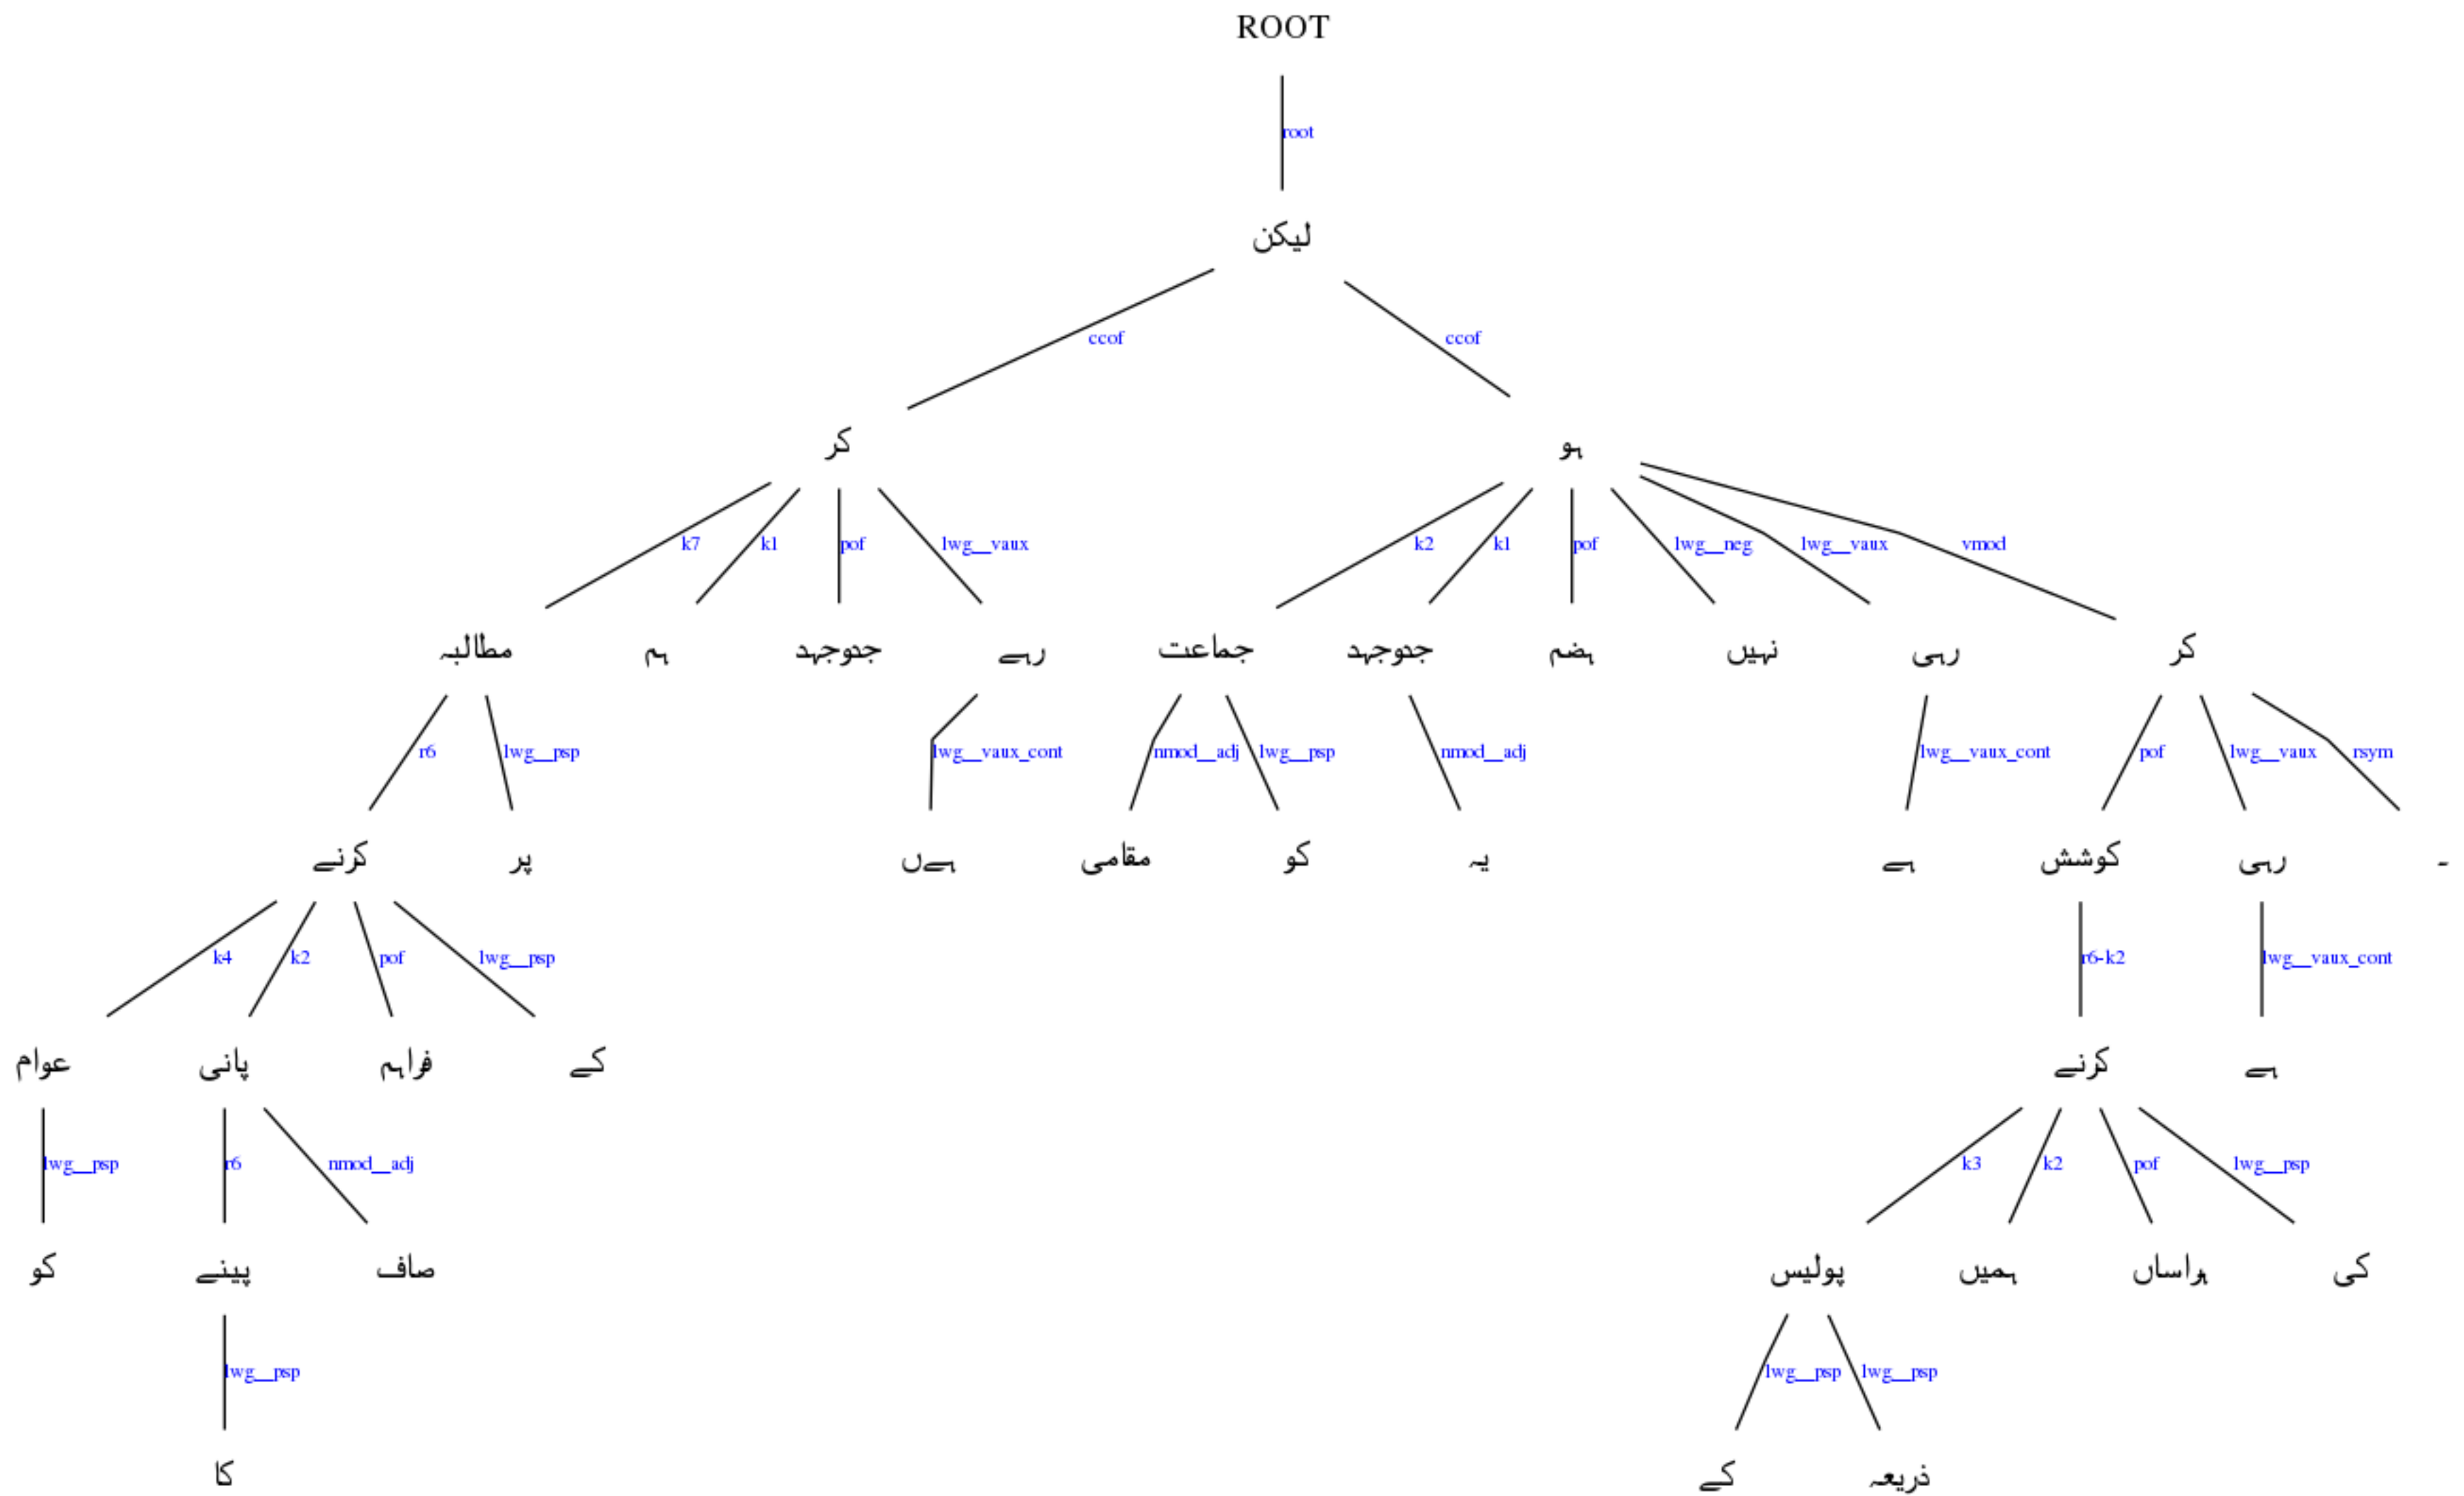 ROOT
root
لیکن
ccof ccof
کر ہو
k7 k1 pof lwg__vaux k2 k1 pof lwg__neg lwg__vaux vmod
مطالبہ ہم جدوجہد رہے جماعت جدوجہد ہضم نہیں رہی کر
r6 lwg__psp lwg__vaux_cont nmod__adj lwg__psp nmod__adj lwg__vaux_cont pof lwg__vaux rsym
کرنے پر ہےں مقامی کو یہ ہے کوشش رہی ۔
k4 k2 pof lwg__psp r6-k2 lwg__vaux_cont
عوام پانی فراہم کے کرنے ہے
lwg__psp r6 nmod__adj k3 k2 pof lwg__psp
کو پینے صاف پولیس ہمیں ہراساں کی
lwg__psp lwg__psp lwg__psp
کا کے ذریعہ